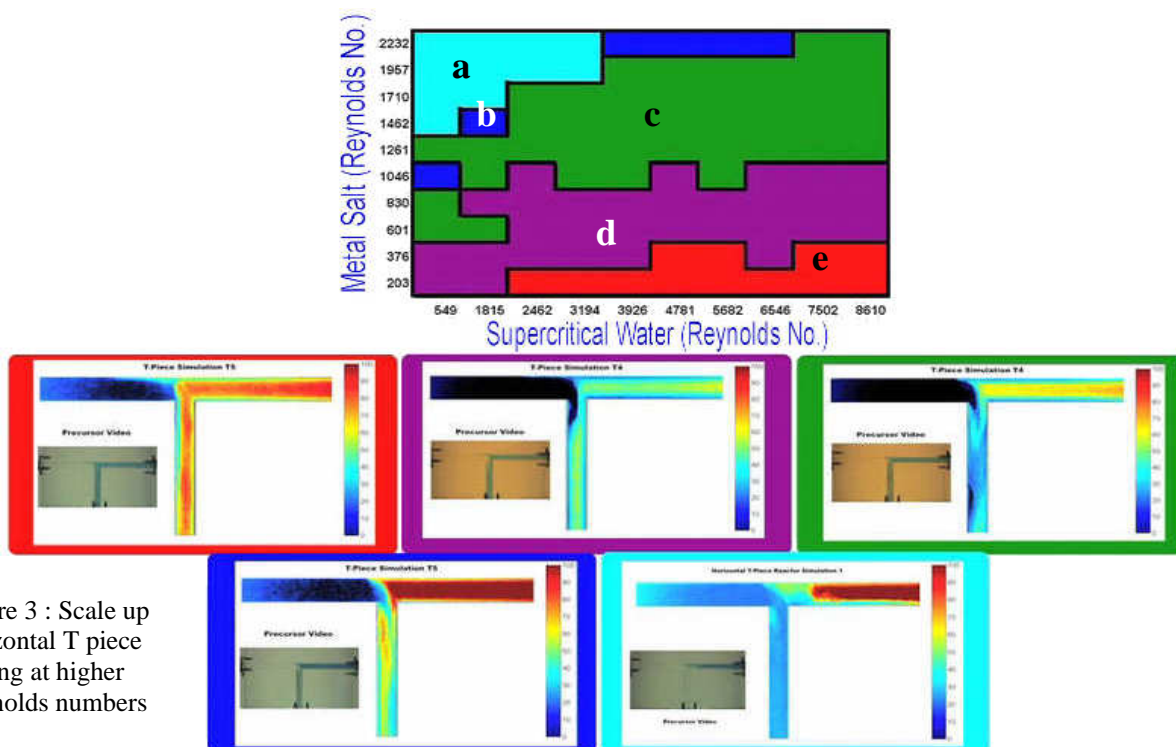 Metal Salt (Reynolds No.)
2232
1957
1710
1462
1261
1046
830
601
376
203
a
b
c
d
e
549 1815 2462 3194 3926 4781 5682 6546 7502 8610
Supercritical Water (Reynolds No.)
T-Piece Simulation T5
Precursor Video
T-Piece Simulation T4
Precursor Video
T-Piece Simulation T4
Precursor Video
T-Piece Simulation T5
Precursor Video
Horizontal T-Piece Reactor Simulation 1
Precursor Video
re 3 : Scale up
zontal T piece
ng at higher
nolds numbers